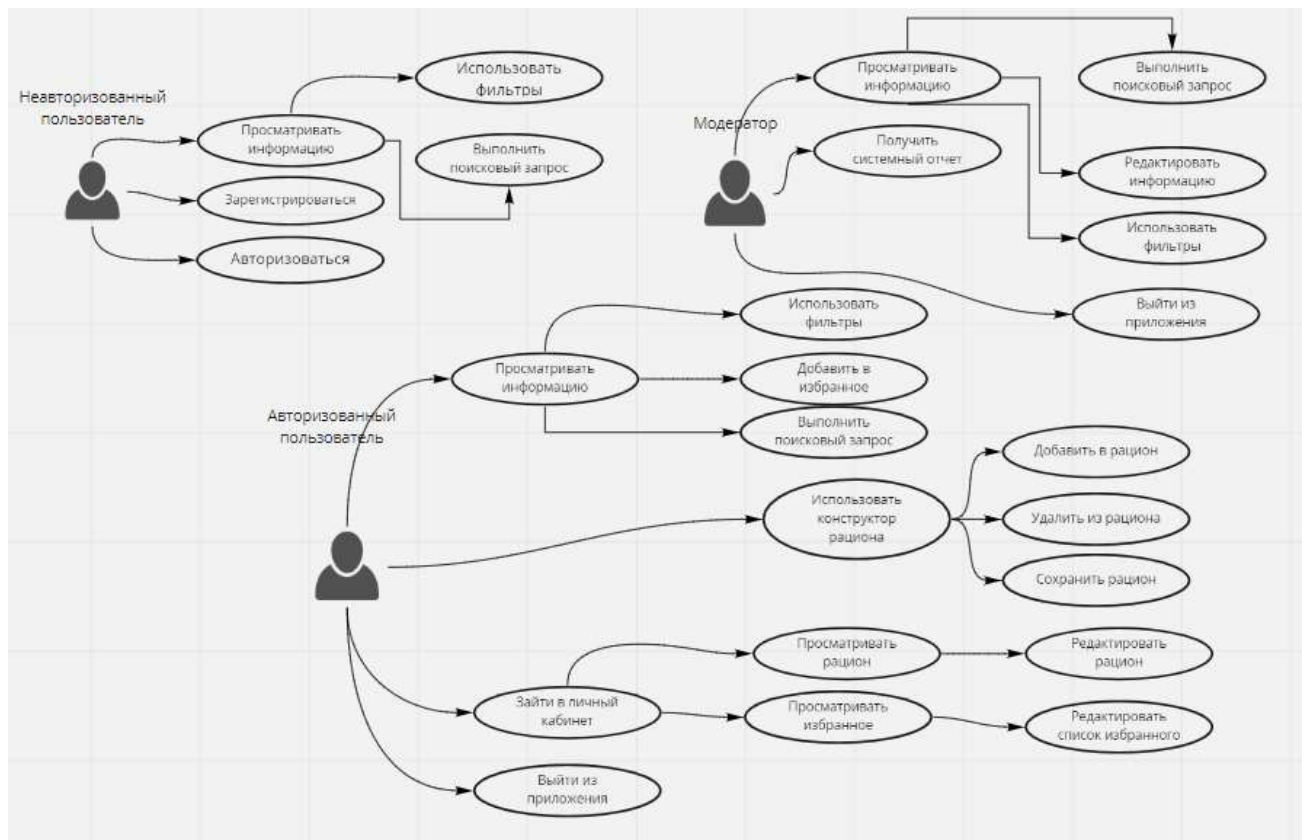 Неавторизованный
пользователь
Использовать
фильтры
Просматривать
информацию
Выполнить
поисковый запрос
Зарегистрироваться
Авторизоваться
Модератор
Просматривать
информацию
Выполнить
поисковый запрос
Получить
системный отчет
Редактировать
информацию
Использовать
фильтры
Выйти из
приложения
Авторизованный
пользователь
Просматривать
информацию
Использовать
фильтры
Добавить в
избранное
Выполнить
поисковый запрос
Использовать
конструктор
рациона
Добавить в рацион
Удалить из рациона
Сохранить рацион
Зайти в личный
кабинет
Просматривать
рацион
Редактировать
рацион
Просматривать
избранное
Редактировать
список избранного
Выйти из
приложения